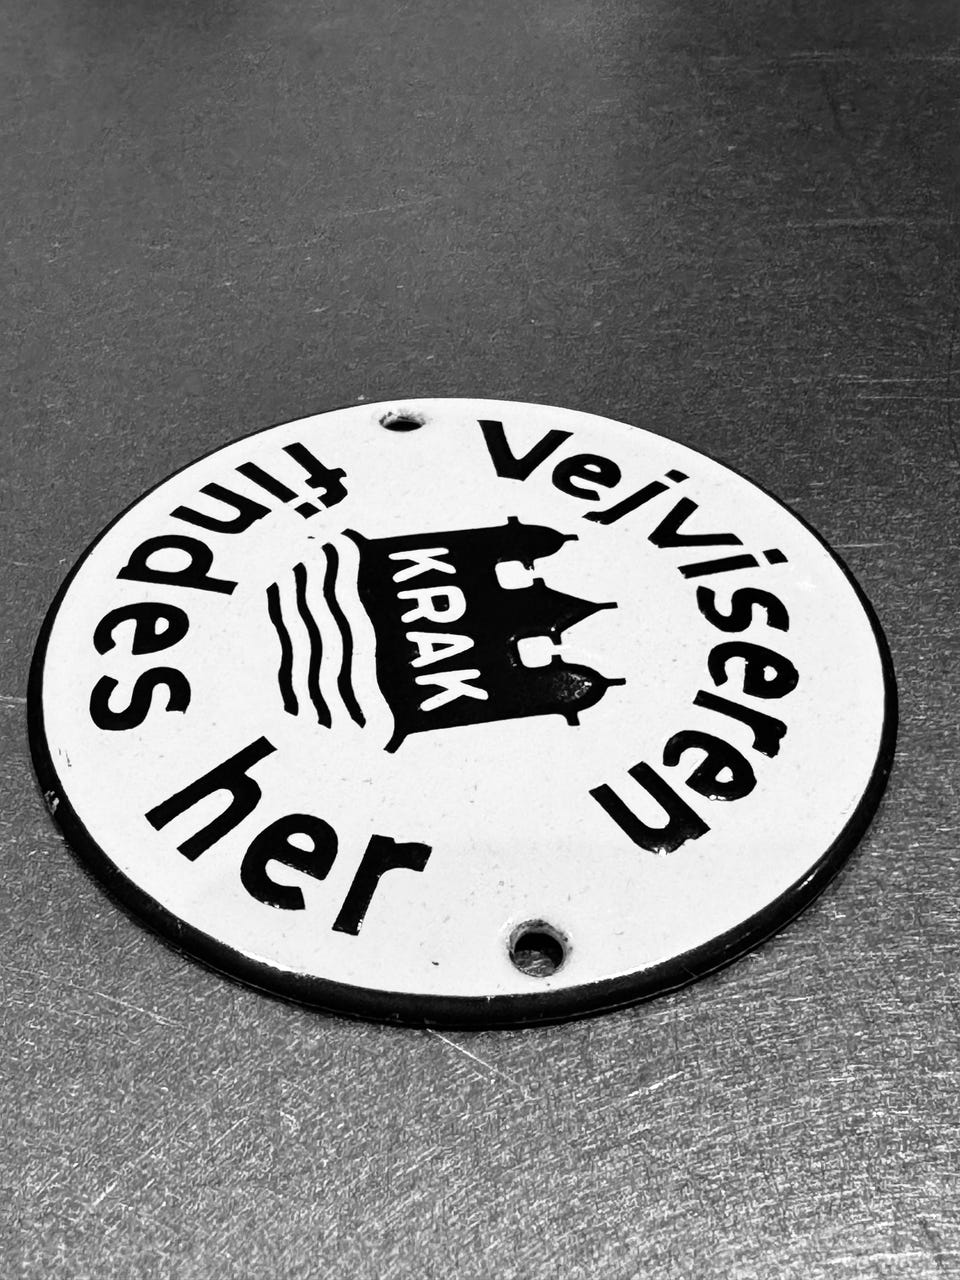 Vejviseren
KRAK
findes her